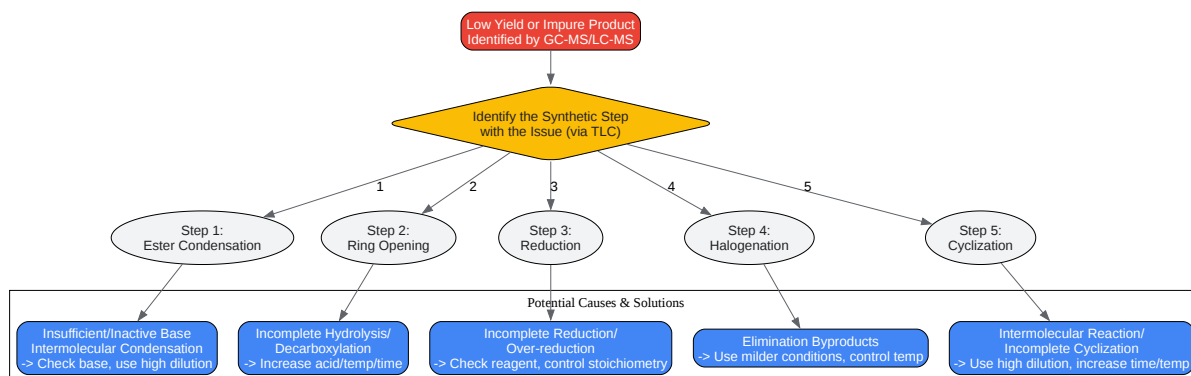 Low Yield or Impure Product
Identified by GC-MS/LC-MS
Identify the Synthetic Step
with the Issue (via TLC)
1
2
3
4
5
Step 1:
Ester Condensation
Step 2:
Ring Opening
Step 3:
Reduction
Step 4:
Halogenation
Step 5:
Cyclization
Potential Causes & Solutions
Insufficient/Inactive Base
Intermolecular Condensation
-> Check base, use high dilution
Incomplete Hydrolysis/
Decarboxylation
-> Increase acid/temp/time
Incomplete Reduction/
Over-reduction
-> Check reagent, control stoichiometry
Elimination Byproducts
-> Use milder conditions, control temp
Intermolecular Reaction/
Incomplete Cyclization
-> Use high dilution, increase time/temp